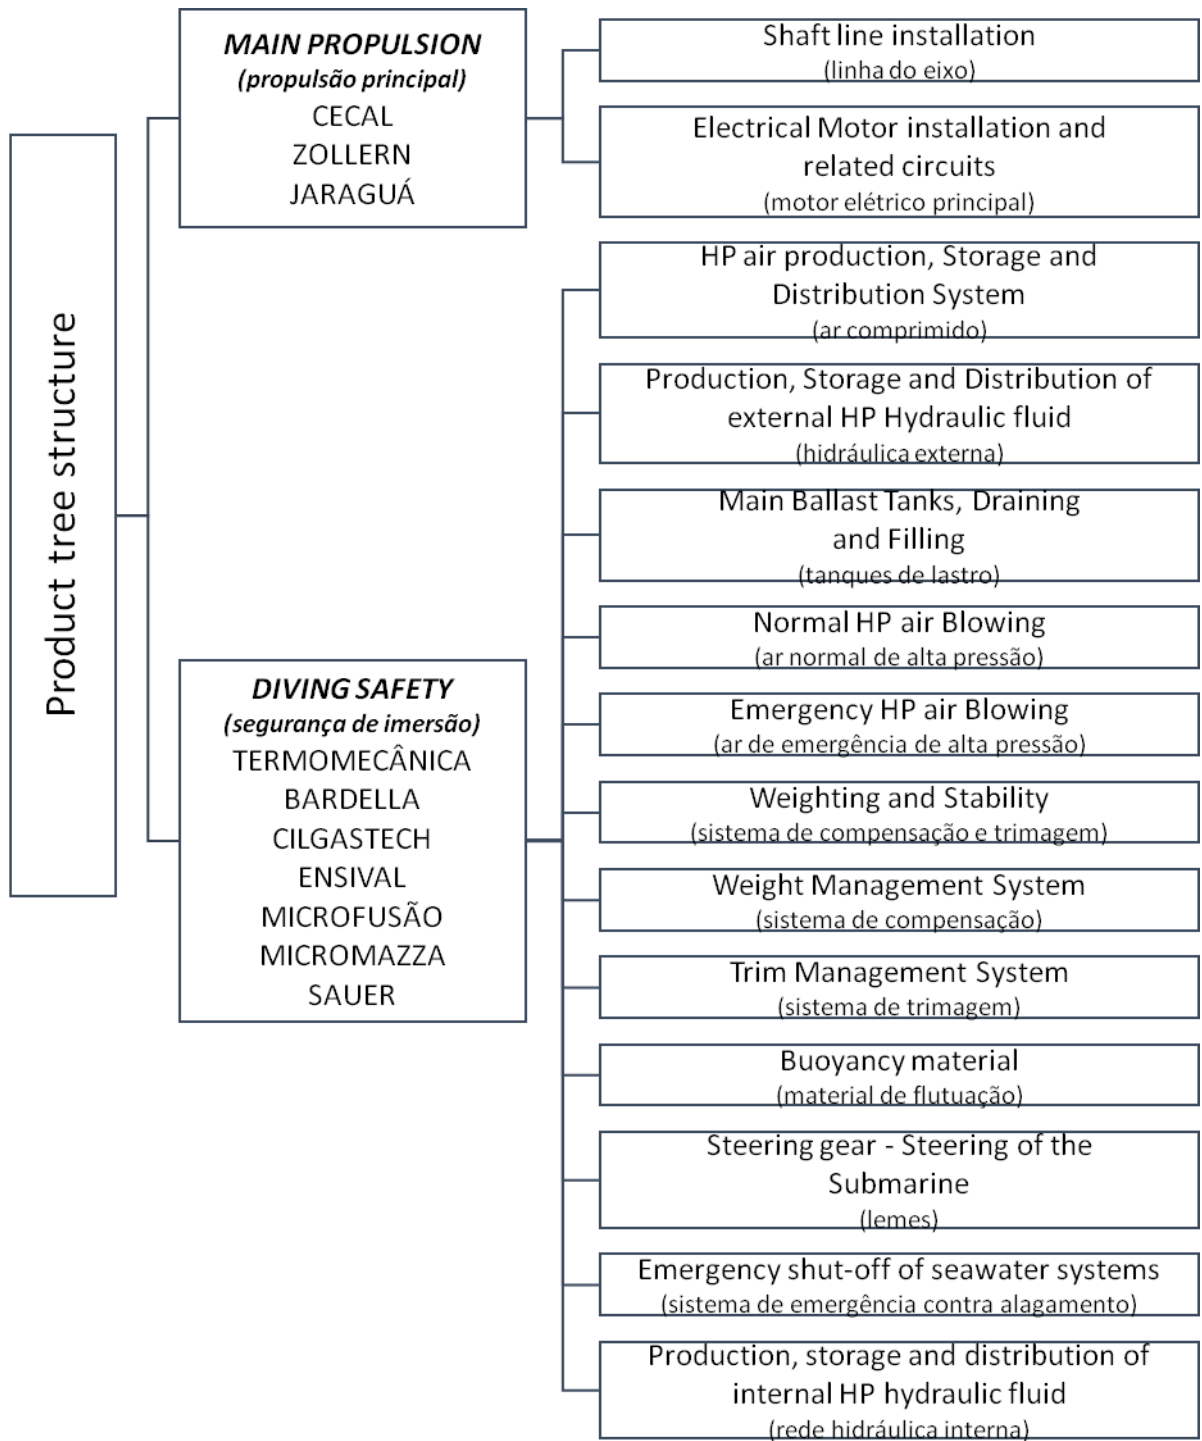 Product tree structure
MAIN PROPULSION
(propulsão principal)
CECAL
ZOLLERN
JARAGUÁ
Shaft line installation
(linha do eixo)
Electrical Motor installation and
related circuits
(motor elétrico principal)
DIVING SAFETY
(segurança de imersão)
TERMOMECÂNICA
BARDELLA
CILGASTECH
ENSIVAL
MICROFUSÃO
MICROMAZZA
SAUER
HP air production, Storage and
Distribution System
(ar comprimido)
Production, Storage and Distribution of
external HP Hydraulic fluid
(hidráulica externa)
Main Ballast Tanks, Draining
and Filling
(tanques de lastro)
Normal HP air Blowing
(ar normal de alta pressão)
Emergency HP air Blowing
(ar de emergência de alta pressão)
Weighting and Stability
(sistema de compensação e trimagem)
Weight Management System
(sistema de compensação)
Trim Management System
(sistema de trimagem)
Buoyancy material
(material de flutuação)
Steering gear - Steering of the
Submarine
(lemes)
Emergency shut-off of seawater systems
(sistema de emergência contra alagamento)
Production, storage and distribution of
internal HP hydraulic fluid
(rede hidráulica interna)